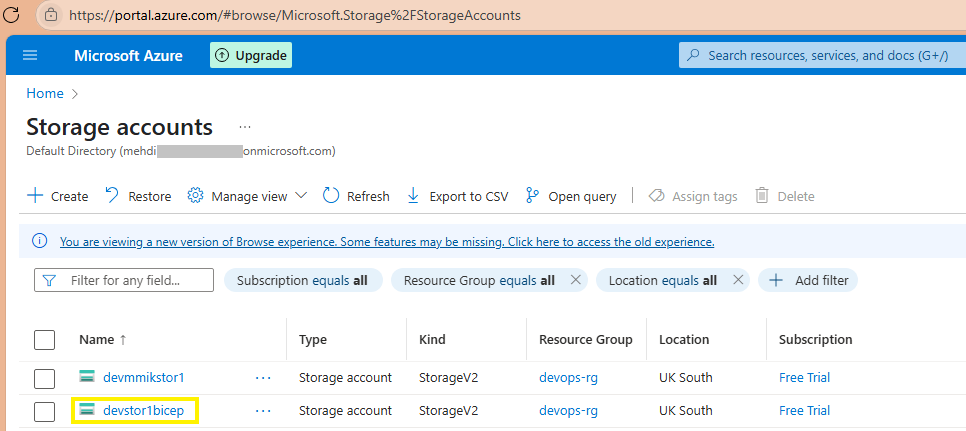 https://portal.azure.com/#browse/Microsoft.Storage%2FStorageAccounts
Microsoft Azure Upgrade Search resources, services, and docs (G+/)
Home >
Storage accounts ...
Default Directory (mehdi onmicrosoft.com)
Create Restore Manage view Refresh Export to CSV Open query Assign tags Delete
You are viewing a new version of Browse experience. Some features may be missing. Click here to access the old experience.
Filter for any field... Subscription equals all Resource Group equals all Location equals all Add filter
Name ↑ Type Kind Resource Group Location Subscription
devmmikstor1 ... Storage account StorageV2 devops-rg UK South Free Trial
devstor1bicep ... Storage account StorageV2 devops-rg UK South Free Trial